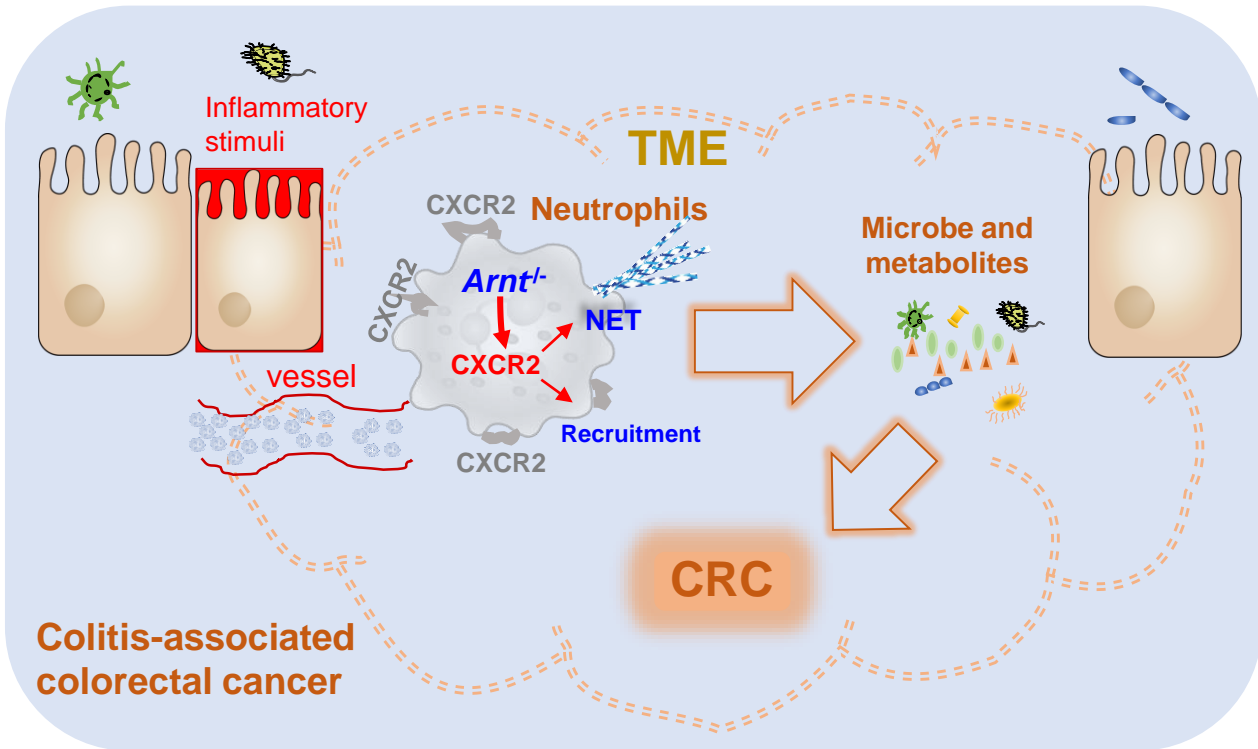 Inflammatory
stimuli
TME
CXCR2
Neutrophils
CXCR2
Arnt-/-
NET
CXCR2
Recruitment
CXCR2
vessel
Microbe and
metabolites
CRC
Colitis-associated
colorectal cancer